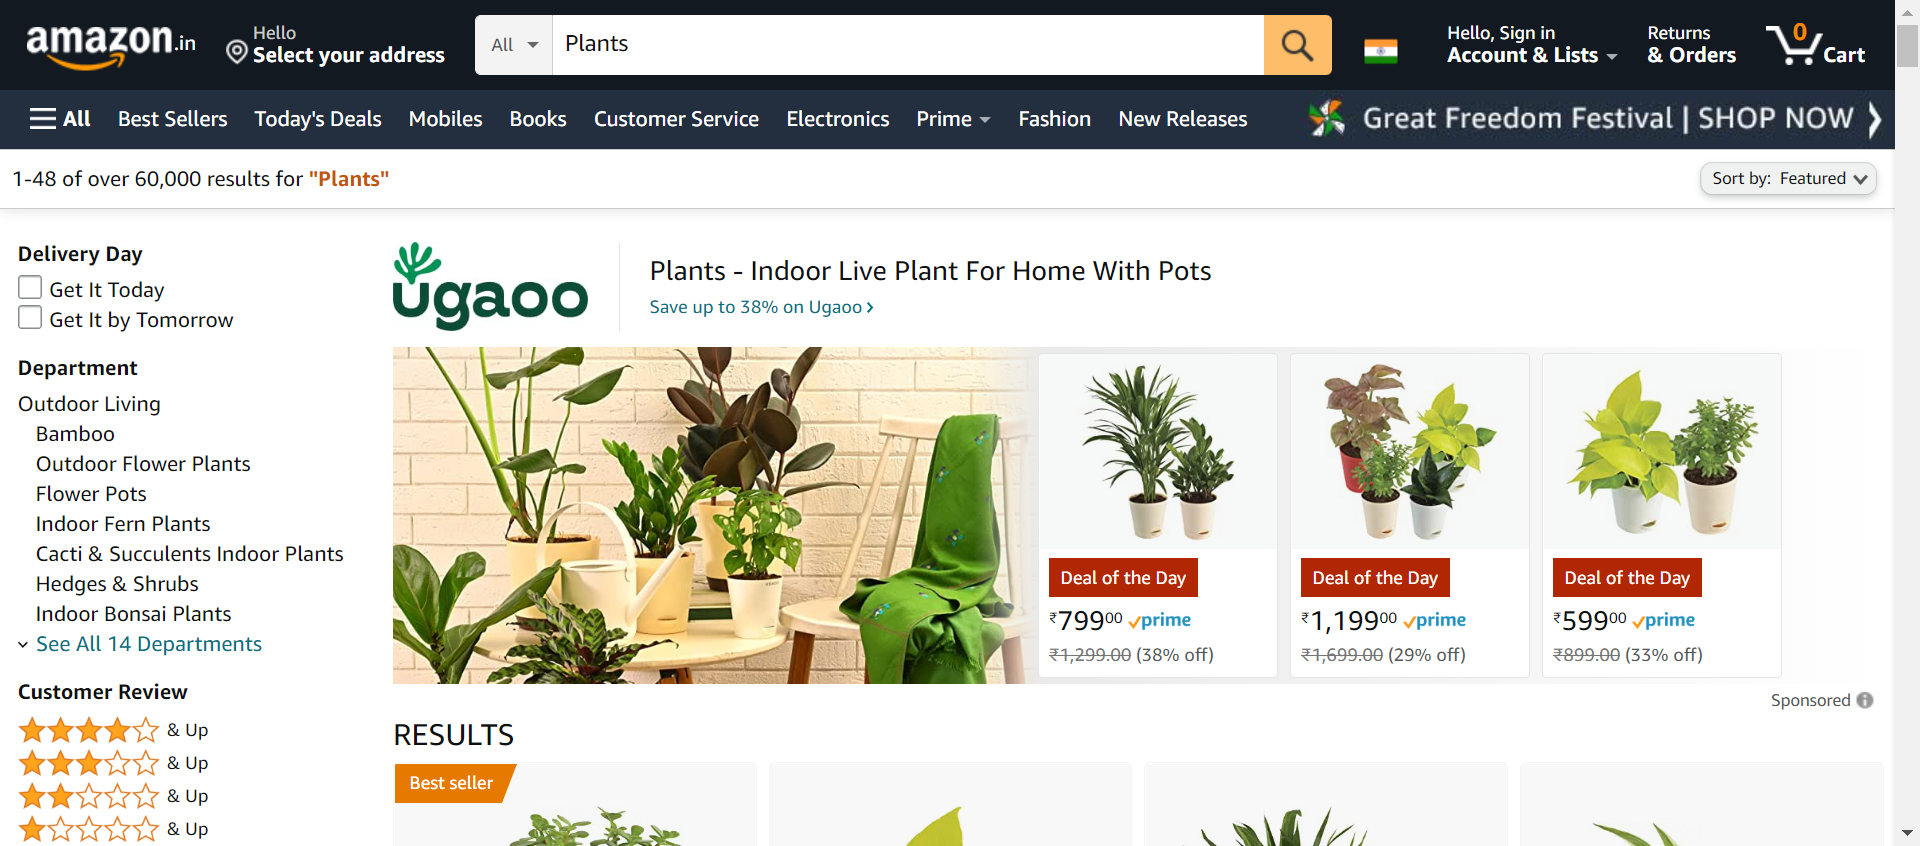 amazon.in
Hello
Select your address
All
Plants
Hello, Sign in
Account & Lists
Returns
& Orders
0
Cart
All
Best Sellers
Today's Deals
Mobiles
Books
Customer Service
Electronics
Prime
Fashion
New Releases
Great Freedom Festival | SHOP NOW
1-48 of over 60,000 results for "Plants"
Sort by: Featured
Delivery Day
Get It Today
Get It by Tomorrow
Department
Outdoor Living
Bamboo
Outdoor Flower Plants
Flower Pots
Indoor Fern Plants
Cacti & Succulents Indoor Plants
Hedges & Shrubs
Indoor Bonsai Plants
See All 14 Departments
Customer Review
& Up
& Up
& Up
& Up
ugaoo
Plants - Indoor Live Plant For Home With Pots
Save up to 38% on Ugaoo ›
Deal of the Day
₹79900 prime
₹1,299.00 (38% off)
Deal of the Day
₹1,19900 prime
₹1,699.00 (29% off)
Deal of the Day
₹59900 prime
₹899.00 (33% off)
Sponsored
RESULTS
Best seller